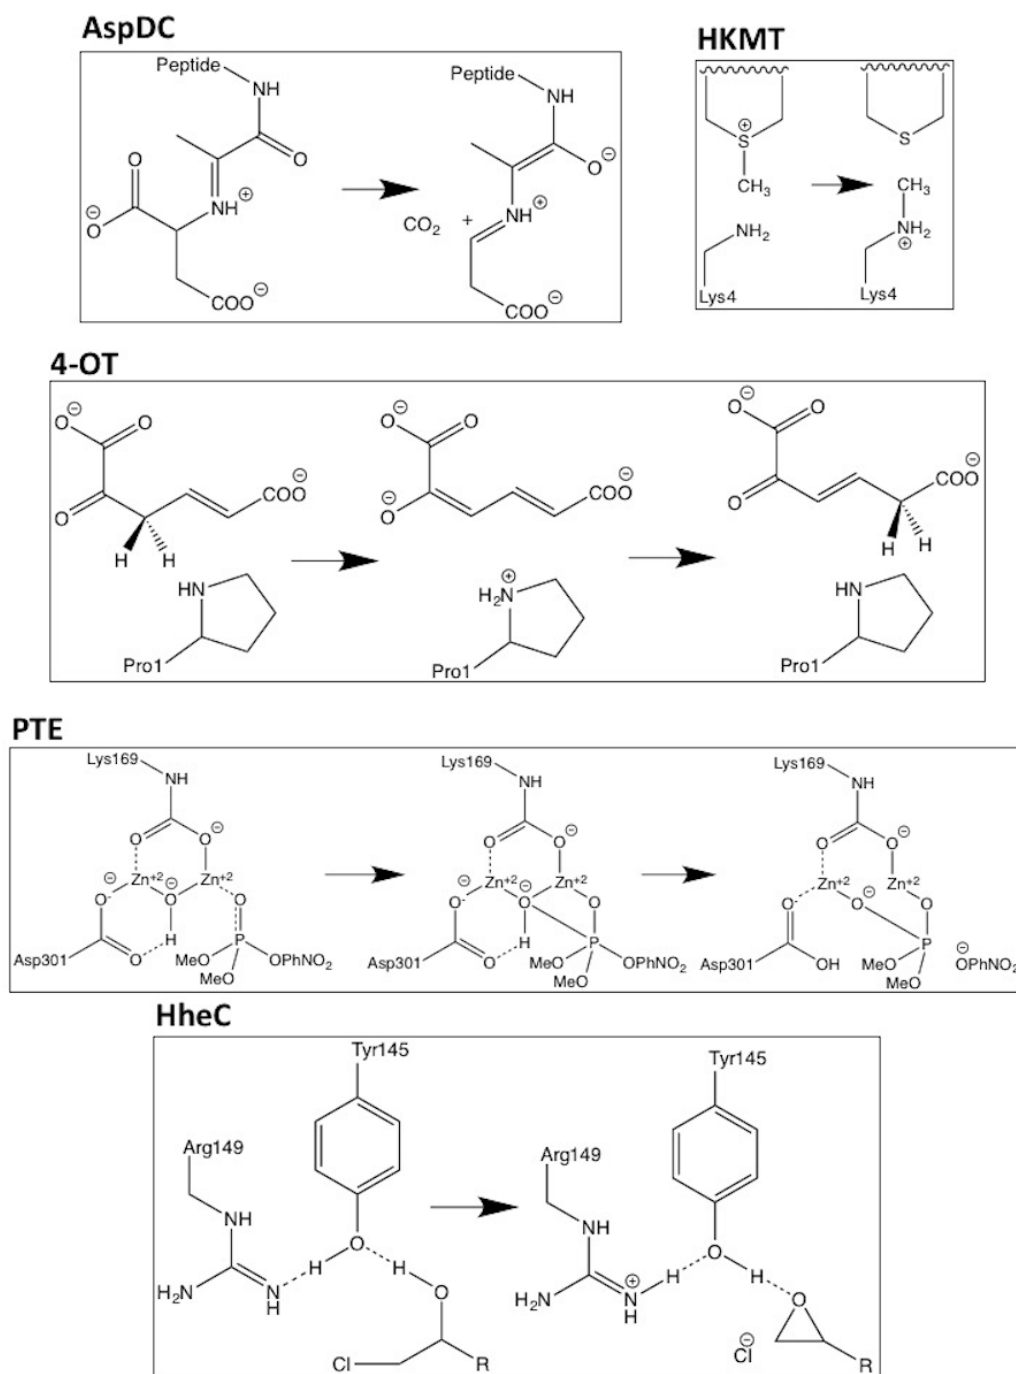 AspDC
HKMT
Peptide
NH
O
O
⊖
O
NH ⊕
COO ⊖
Peptide
NH
O ⊖
CO2 +
NH ⊕
COO ⊖
⊕
S
CH3
NH2
Lys4
S
CH3
NH2
⊕
Lys4
4-OT
⊖
O O
O
COO ⊖
H H
HN
Pro1
⊖
O O
⊖
O
COO ⊖
⊕
H2N
Pro1
⊖
O O
O
COO ⊖
H H
HN
Pro1
PTE
Lys169
NH
O O ⊖
⊖ Zn+2 ⊖ Zn+2
O- O O
H
Asp301 O
P
MeO OPhNO2
MeO
Lys169
NH
O O ⊖
⊖ Zn+2 ⊖ Zn+2
O- O O
H
Asp301 O
P
MeO OPhNO2
MeO
Lys169
NH
O O ⊖
Zn+2 Zn+2
O- O ⊖ O
Asp301 OH
P ⊖
MeO OPhNO2
MeO
HheC
Tyr145
Arg149
NH
O
H H
H2N N
H
O
Cl R
Tyr145
Arg149
NH
O
⊕ H H
H2N N
H
O
⊖
Cl
R